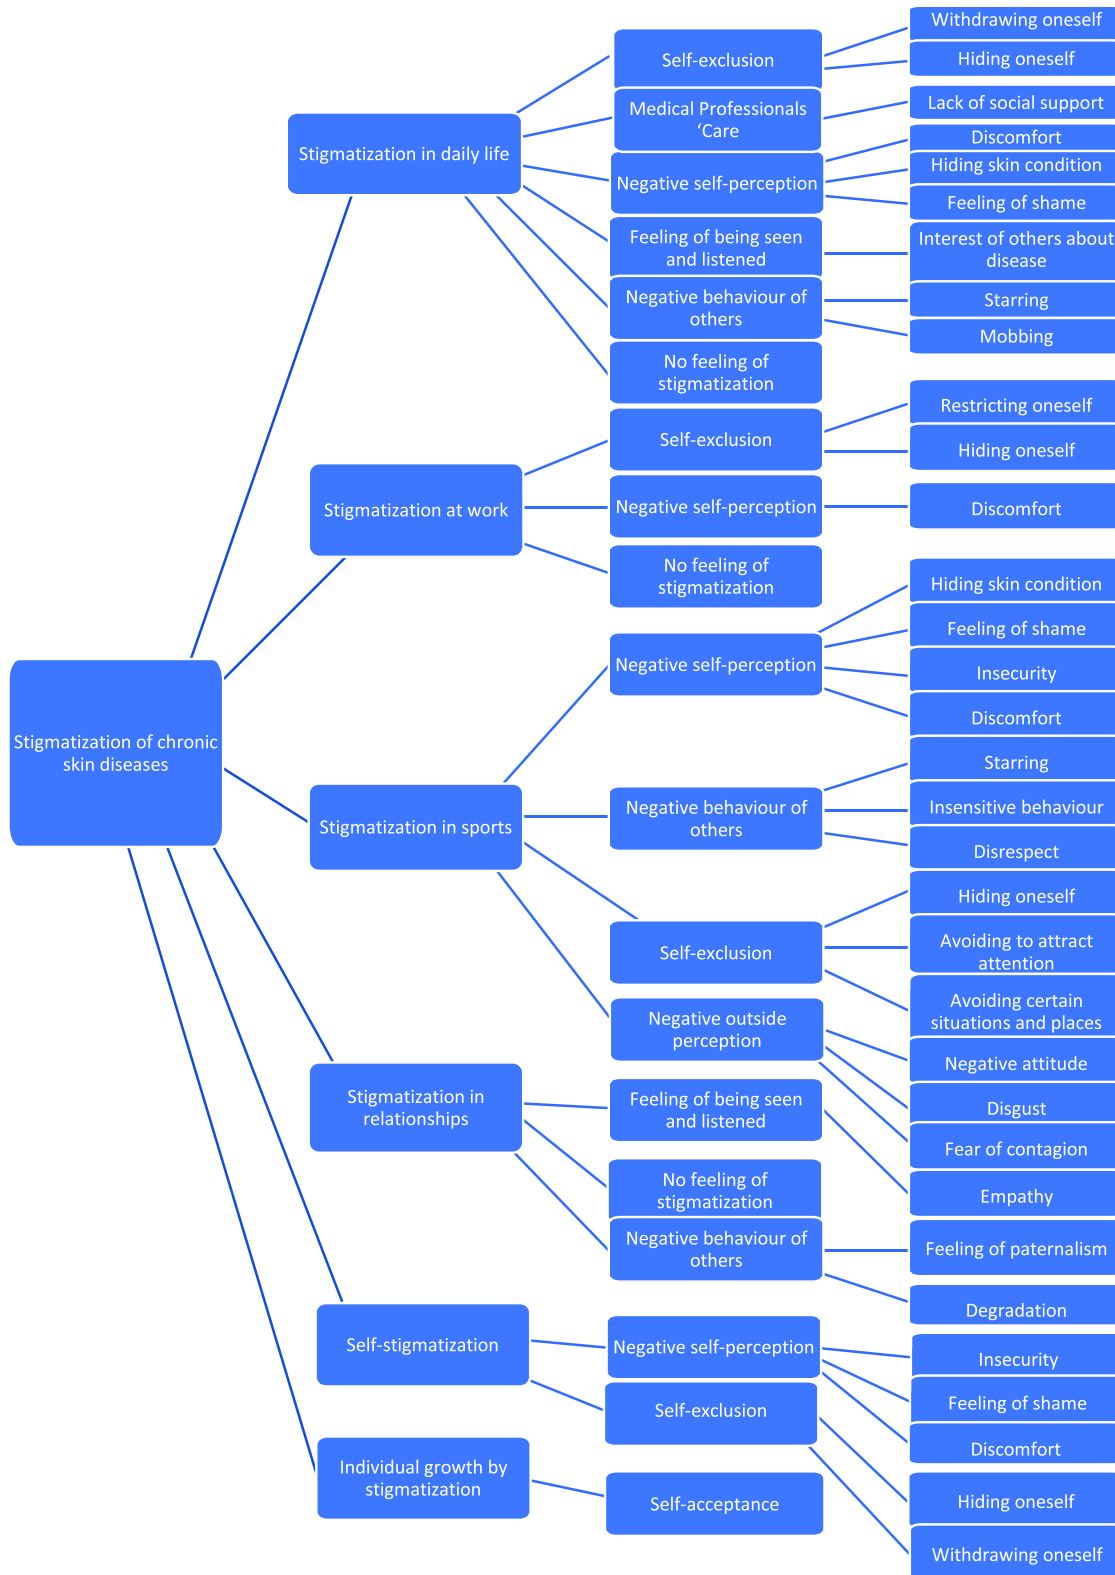 Stigmatization of chronic
skin diseases
Stigmatization in daily life
Self-exclusion
Withdrawing oneself
Hiding oneself
Medical Professionals
‘Care
Lack of social support
Negative self-perception
Discomfort
Hiding skin condition
Feeling of shame
Feeling of being seen
and listened
Interest of others about
disease
Negative behaviour of
others
Starring
Mobbing
No feeling of
stigmatization
Stigmatization at work
Self-exclusion
Restricting oneself
Hiding oneself
Negative self-perception
Discomfort
No feeling of
stigmatization
Stigmatization in sports
Negative self-perception
Hiding skin condition
Feeling of shame
Insecurity
Discomfort
Negative behaviour of
others
Starring
Insensitive behaviour
Disrespect
Self-exclusion
Hiding oneself
Avoiding to attract
attention
Avoiding certain
situations and places
Negative outside
perception
Negative attitude
Disgust
Fear of contagion
Stigmatization in
relationships
Feeling of being seen
and listened
Empathy
No feeling of
stigmatization
Negative behaviour of
others
Feeling of paternalism
Degradation
Self-stigmatization
Negative self-perception
Insecurity
Feeling of shame
Discomfort
Self-exclusion
Hiding oneself
Withdrawing oneself
Individual growth by
stigmatization
Self-acceptance